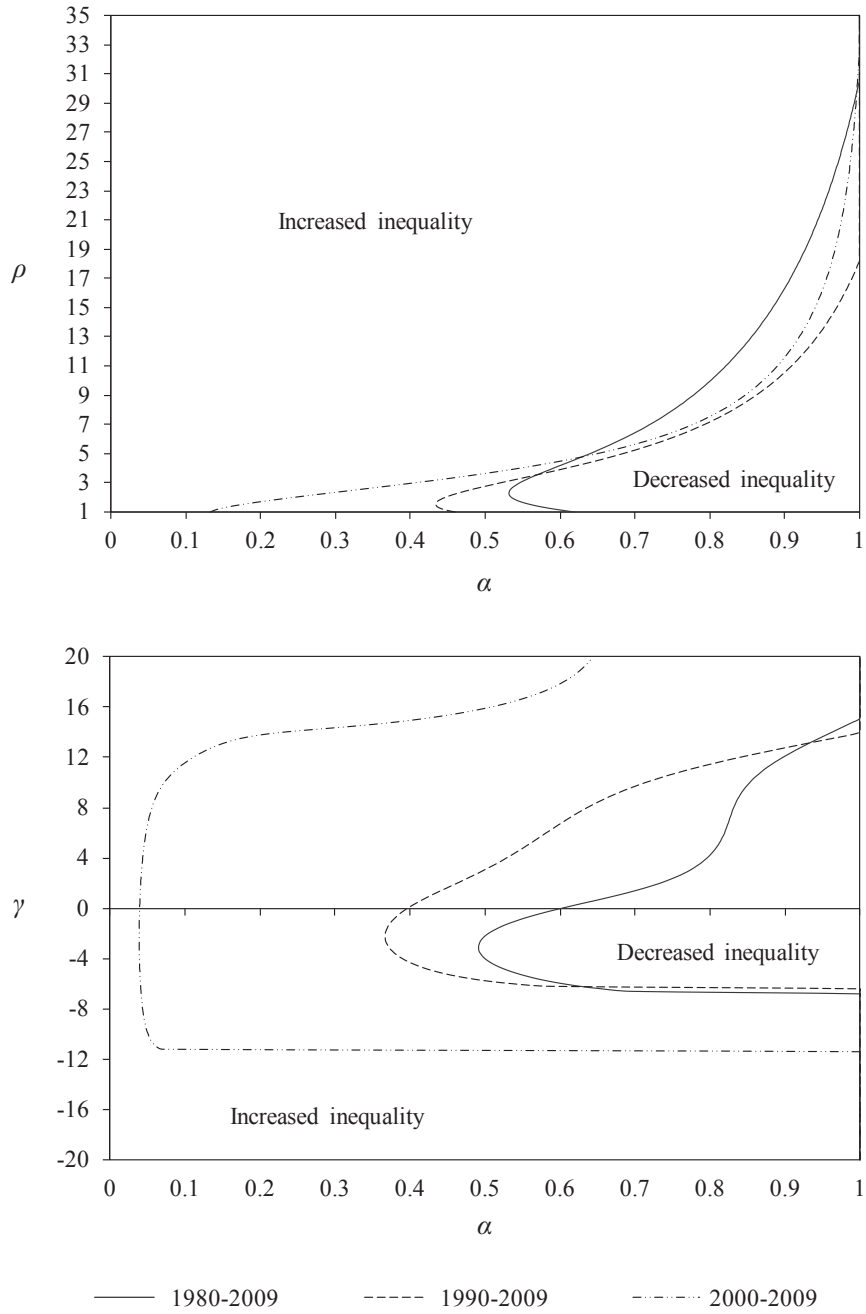 35
33
31
29
27
25
23
21
19
17
15
13
11
9
7
5
3
1
ρ
Increased inequality
Decreased inequality
0 0.1 0.2 0.3 0.4 0.5 0.6 0.7 0.8 0.9 1
α
20
16
12
8
4
0
-4
-8
-12
-16
-20
γ
Decreased inequality
Increased inequality
0 0.1 0.2 0.3 0.4 0.5 0.6 0.7 0.8 0.9 1
α
1980-2009 1990-2009 2000-2009